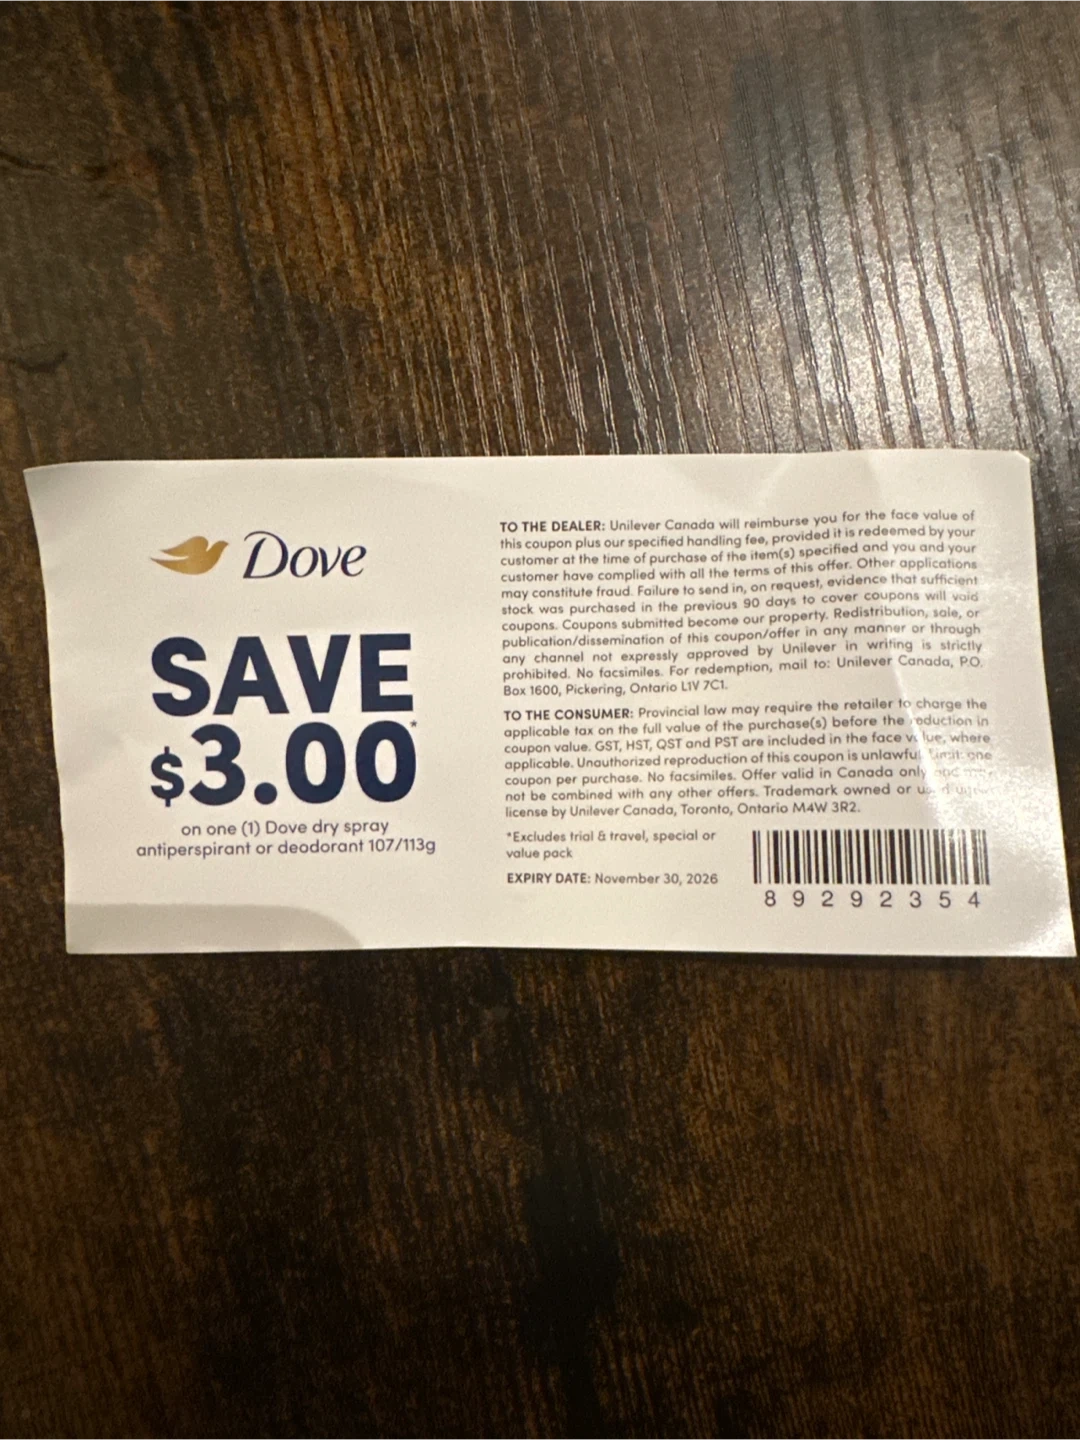 Dove
SAVE
$3.00*
on one (1) Dove dry spray
antiperspirant or deodorant 107/113g
TO THE DEALER: Unilever Canada will reimburse you for the face value of
this coupon plus our specified handling fee, provided it is redeemed by your
customer at the time of purchase of the item(s) specified and you and your
customer have complied with all the terms of this offer. Other applications
may constitute fraud. Failure to send in, on request, evidence that sufficient
stock was purchased in the previous 90 days to cover coupons will void
coupons. Coupons submitted become our property. Redistribution, sale, or
publication/dissemination of this coupon/offer in any manner or through
any channel not expressly approved by Unilever in writing is strictly
prohibited. No facsimiles. For redemption, mail to: Unilever Canada, P.O.
Box 1600, Pickering, Ontario L1V 7C1.
TO THE CONSUMER: Provincial law may require the retailer to charge the
applicable tax on the full value of the purchase(s) before the reduction in
coupon value. GST, HST, QST and PST are included in the face value, where
applicable. Unauthorized reproduction of this coupon is unlawful. Limit: one
coupon per purchase. No facsimiles. Offer valid in Canada only and
not be combined with any other offers. Trademark owned or
license by Unilever Canada, Toronto, Ontario M4W 3R2.
*Excludes trial & travel, special or
value pack
EXPIRY DATE: November 30, 2026
8 9 2 9 2 3 5 4